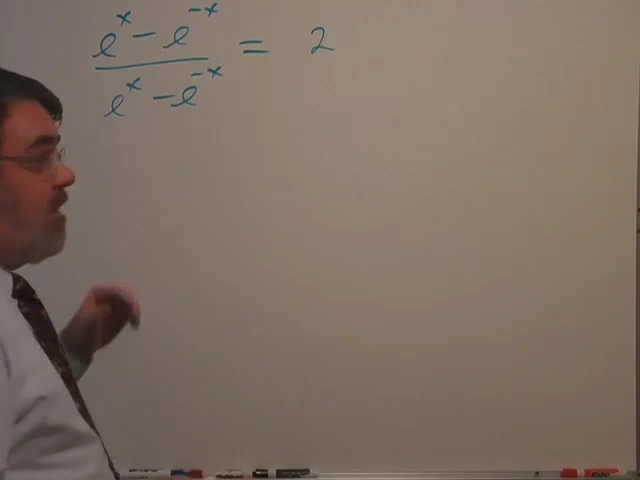 e^x - e^-x
e^x - e^-x = 2